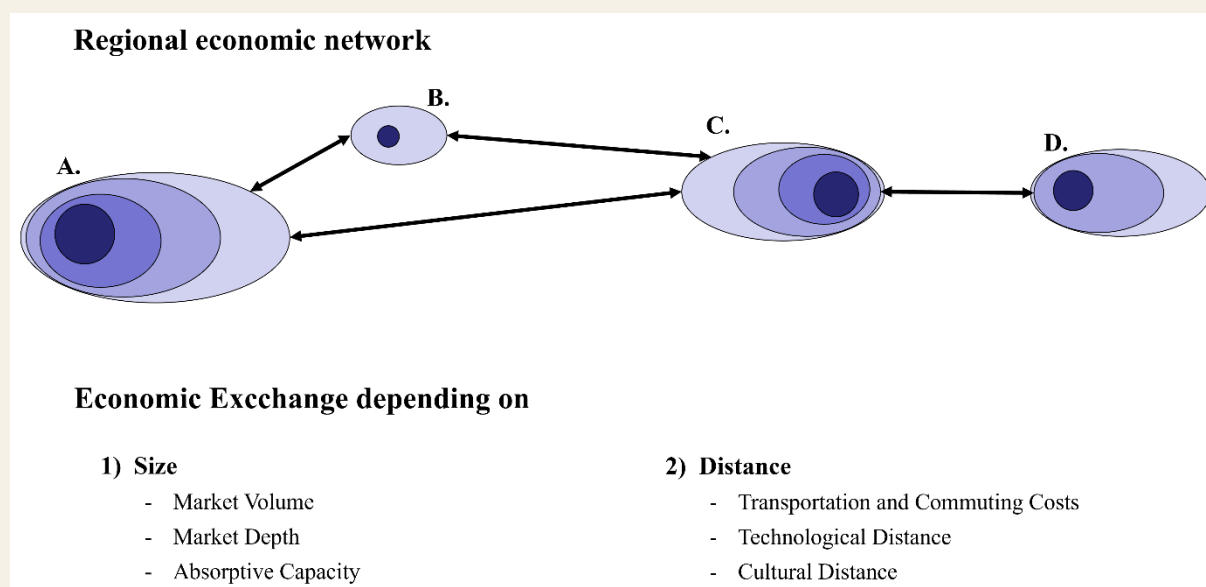 Regional economic network
B.
C.
D.
A.
Economic Excchange depending on
1) Size
- Market Volume
- Market Depth
- Absorptive Capacity
2) Distance
- Transportation and Commuting Costs
- Technological Distance
- Cultural Distance